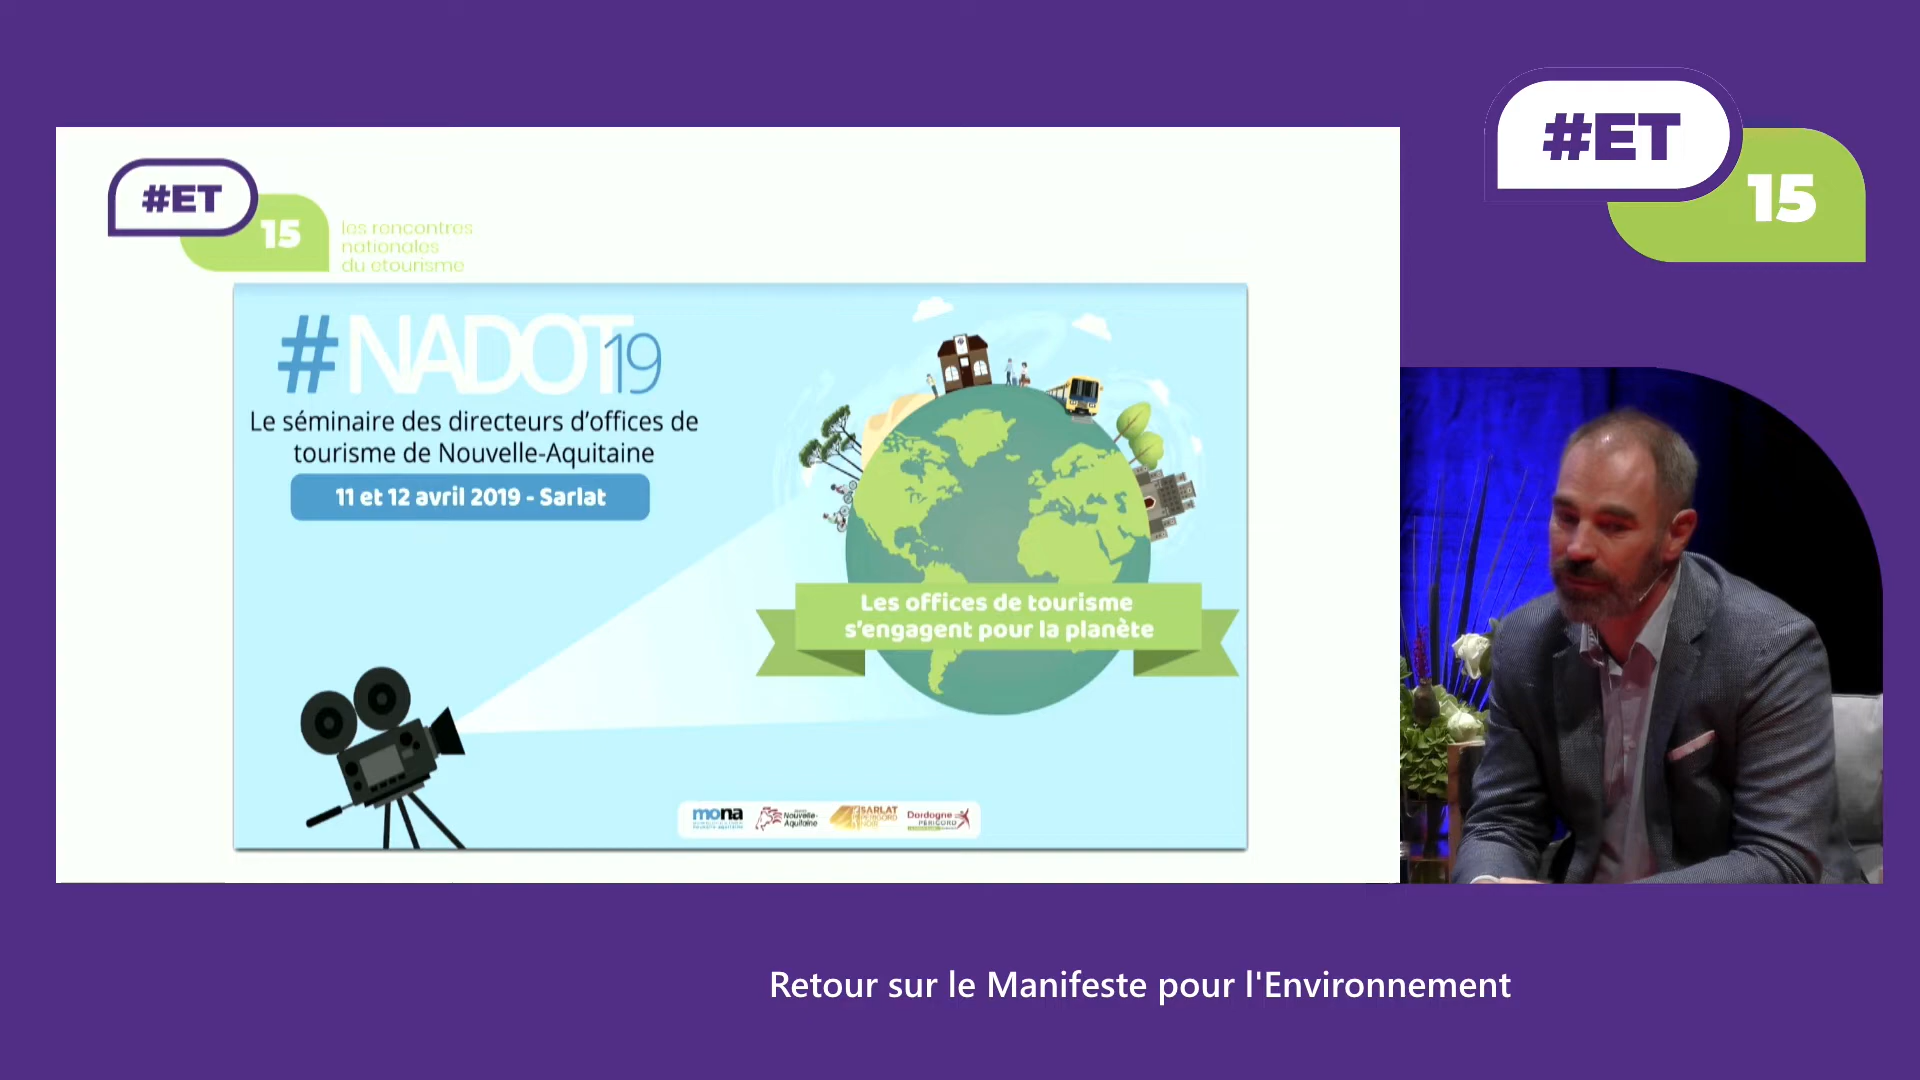 #ET
15
les rencontres
nationales
du etourisme
#ET
15
#NADOT19
Le séminaire des directeurs d'offices de
tourisme de Nouvelle-Aquitaine
11 et 12 avril 2019 - Sarlat
Les offices de tourisme
s'engagent pour la planète
mona
Nouvelle-
Aquitaine
SARLAT
PÉRIGORD
NOIR
Dordogne
PÉRIGORD
Retour sur le Manifeste pour l'Environnement